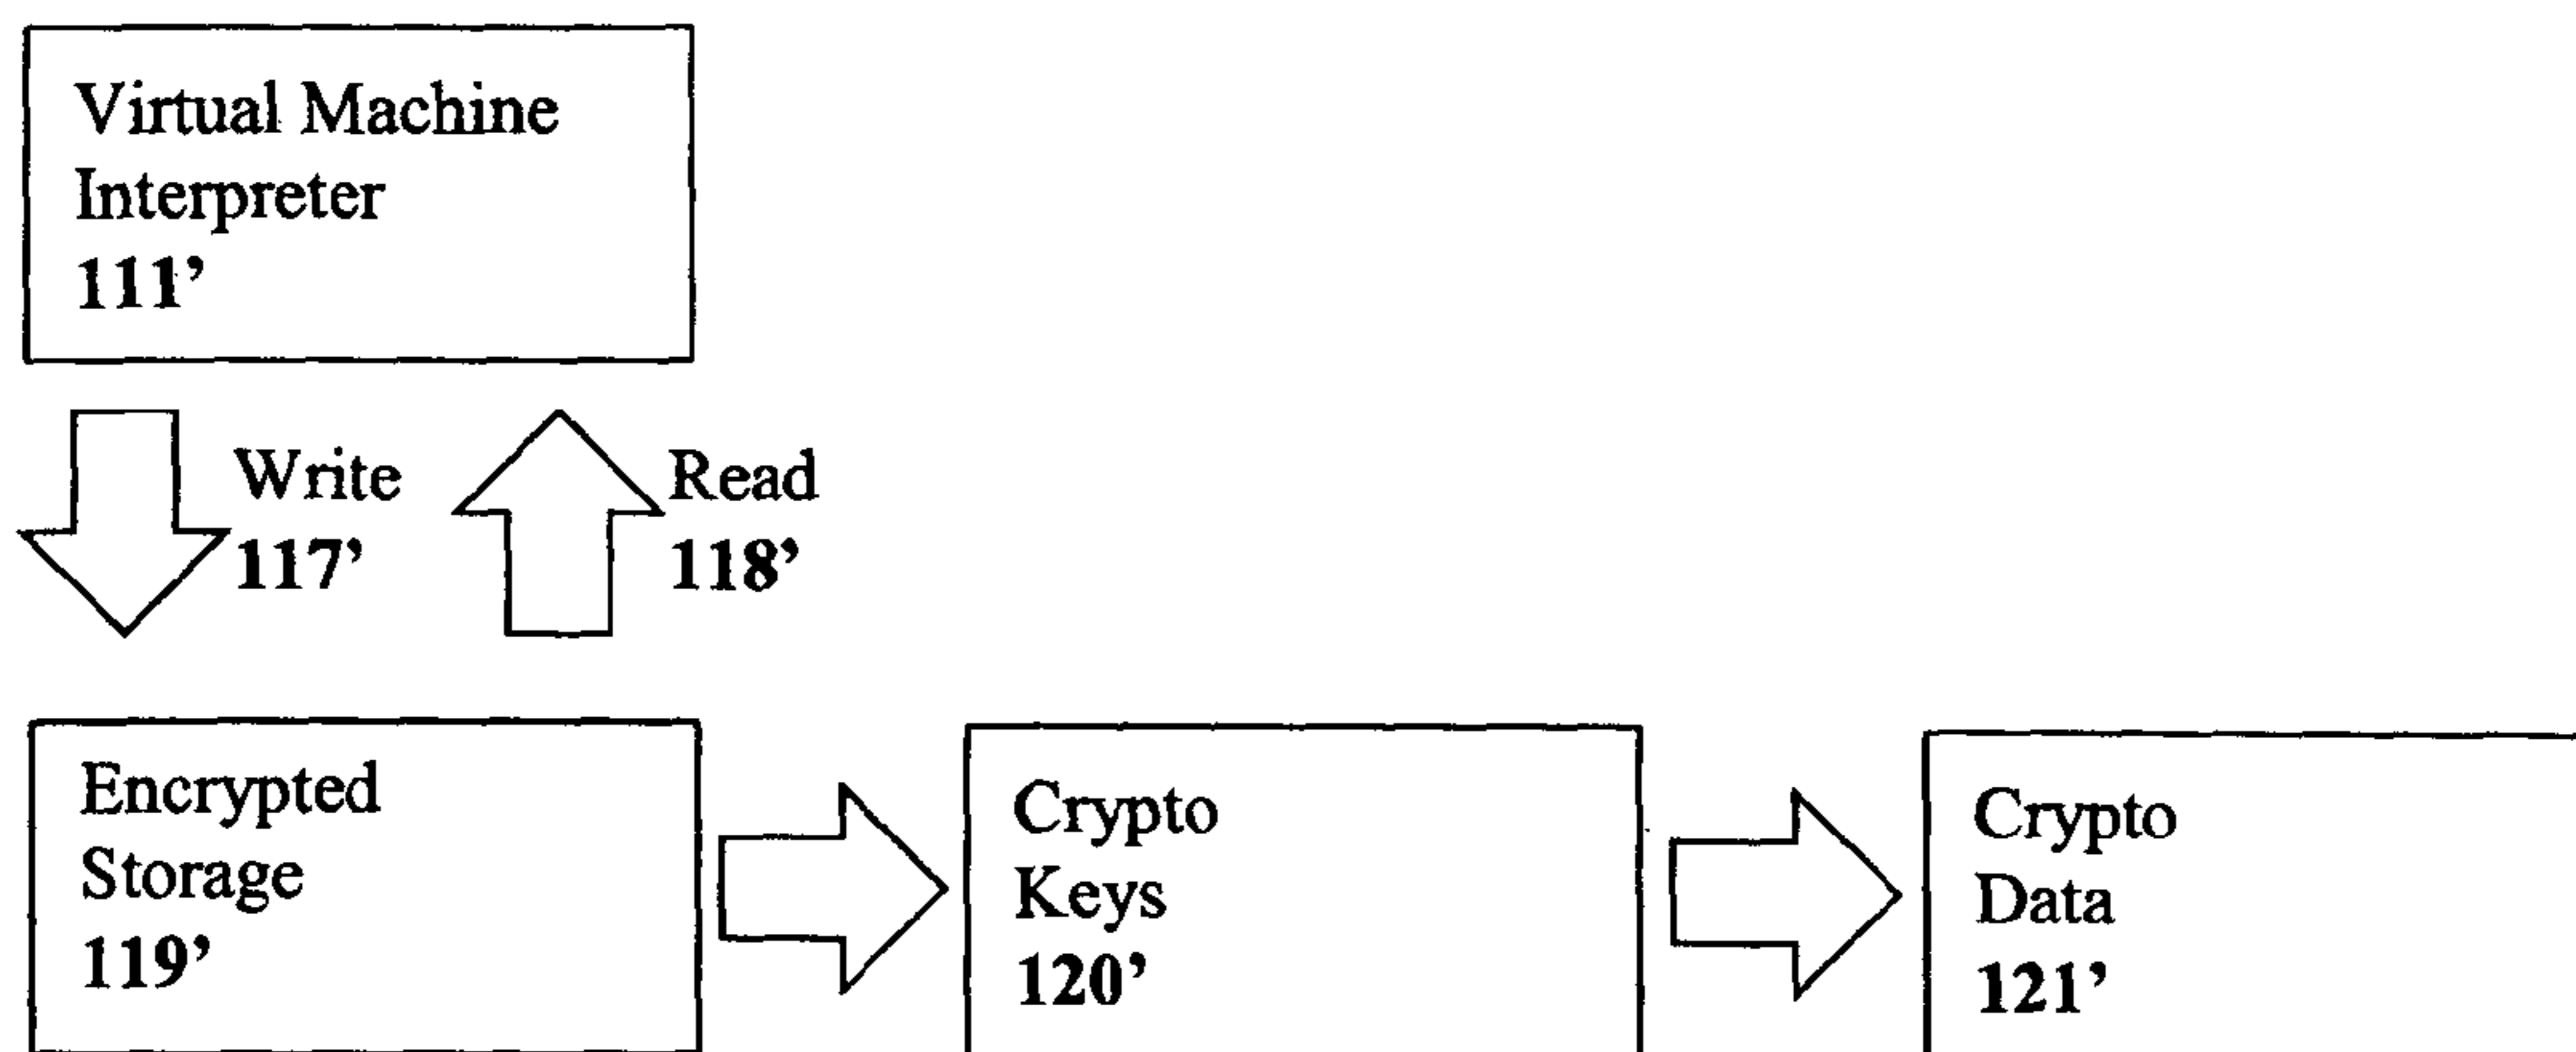 Virtual Machine
Interpreter
111’
Write
117’
Read
118’
Encrypted
Storage
119’
Crypto
Keys
120’
Crypto
Data
121’